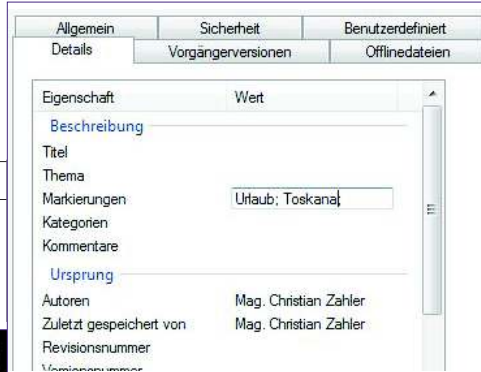 Allgemein Sicherheit Benutzerdefiniert
Details Vorgängerversionen Offlinedateien
Eigenschaft Wert
Beschreibung
Titel
Thema
Markierungen Urlaub; Toskana;
Kategorien
Kommentare
Ursprung
Autoren Mag. Christian Zahler
Zuletzt gespeichert von Mag. Christian Zahler
Revisionsnummer
Versionsnummer